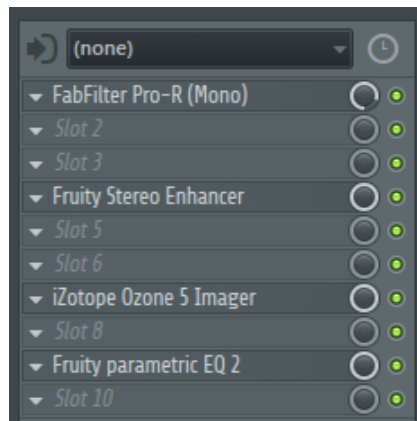 (none)
FabFilter Pro-R (Mono)
Slot 2
Slot 3
Fruity Stereo Enhancer
Slot 5
Slot 6
iZotope Ozone 5 Imager
Slot 8
Fruity parametric EQ 2
Slot 10